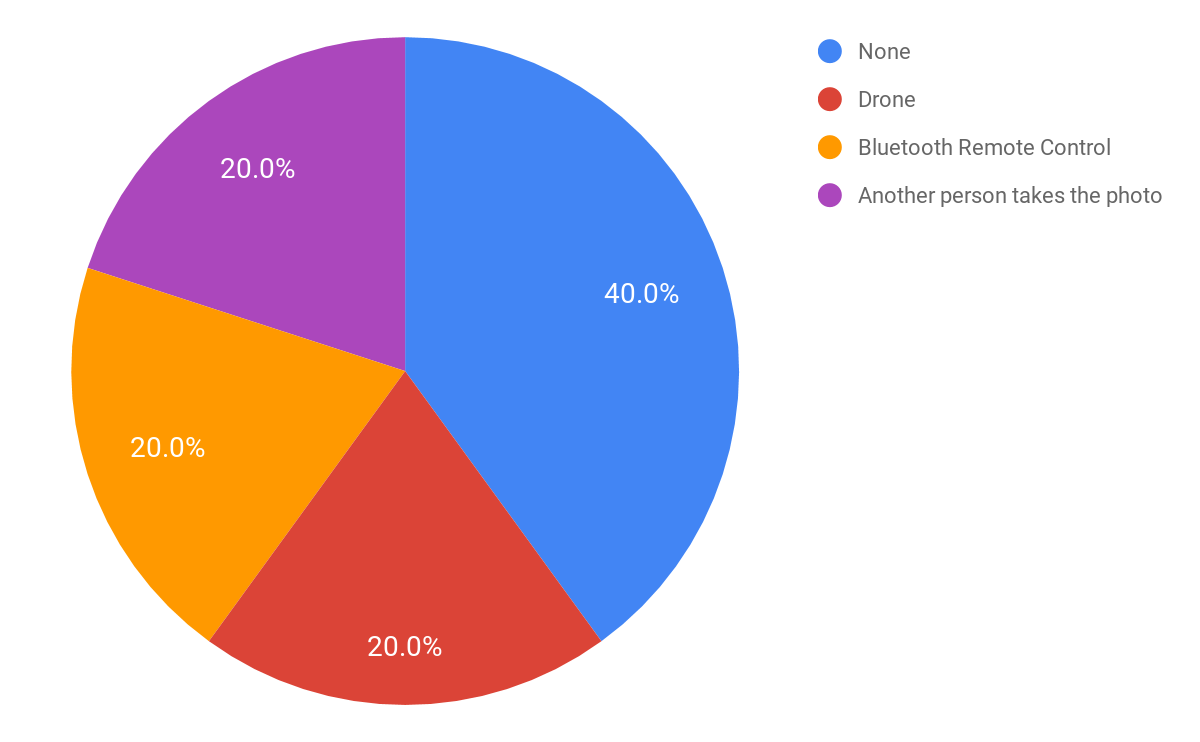 None
Drone
Bluetooth Remote Control
Another person takes the photo
20.0%
40.0%
20.0%
20.0%